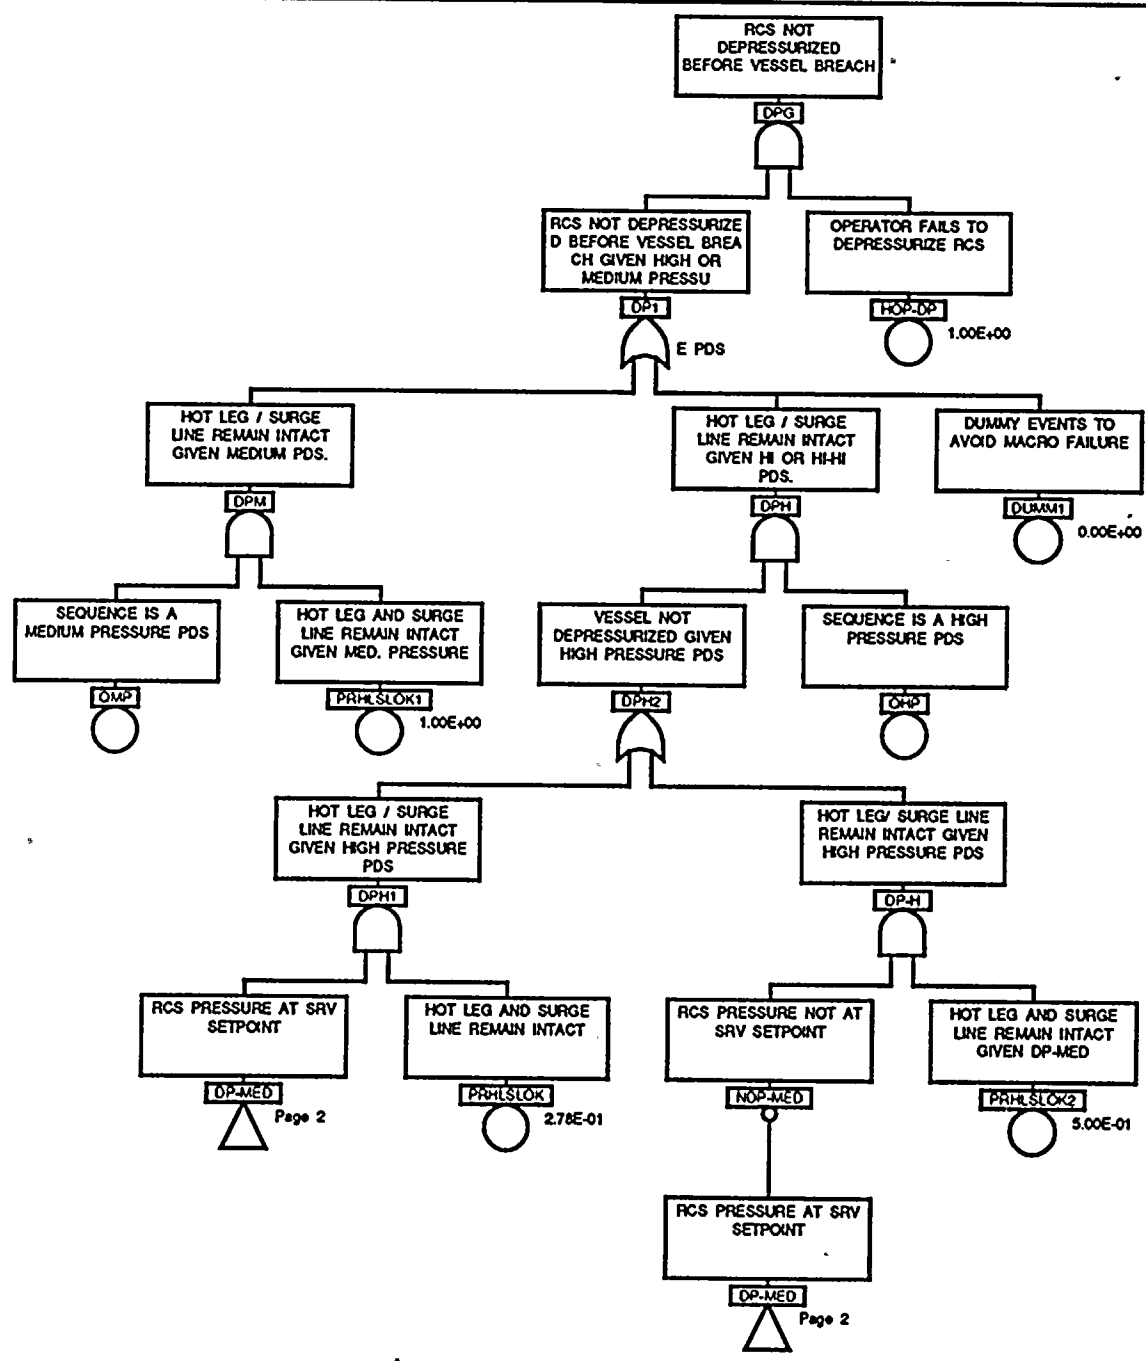 RCS NOT
DEPRESSURIZED
BEFORE VESSEL BREACH
DPG
RCS NOT DEPRESSURIZE
D BEFORE VESSEL BREA
CH GIVEN HIGH OR
MEDIUM PRESSU
DP1
E PDS
OPERATOR FAILS TO
DEPRESSURIZE RCS
HOP-DP
1.00E+00
HOT LEG / SURGE
LINE REMAIN INTACT
GIVEN MEDIUM PDS.
DPM
HOT LEG / SURGE
LINE REMAIN INTACT
GIVEN HI OR HI-HI
PDS.
DPH
DUMMY EVENTS TO
AVOID MACRO FAILURE
DUMM1
0.00E+00
SEQUENCE IS A
MEDIUM PRESSURE PDS
QMP
HOT LEG AND SURGE
LINE REMAIN INTACT
GIVEN MED. PRESSURE
PRHLSLOK1
1.00E+00
VESSEL NOT
DEPRESSURIZED GIVEN
HIGH PRESSURE PDS
DPH2
SEQUENCE IS A HIGH
PRESSURE PDS
QHP
HOT LEG / SURGE
LINE REMAIN INTACT
GIVEN HIGH PRESSURE
PDS
DPH1
HOT LEG/ SURGE LINE
REMAIN INTACT GIVEN
HIGH PRESSURE PDS
DP-H
RCS PRESSURE AT SRV
SETPOINT
DP-MED
Page 2
HOT LEG AND SURGE
LINE REMAIN INTACT
PRHLSLOK
2.78E-01
RCS PRESSURE NOT AT
SRV SETPOINT
NOP-MED
HOT LEG AND SURGE
LINE REMAIN INTACT
GIVEN DP-MED
PRHLSLOK2
5.00E-01
RCS PRESSURE AT SRV
SETPOINT
DP-MED
Page 2